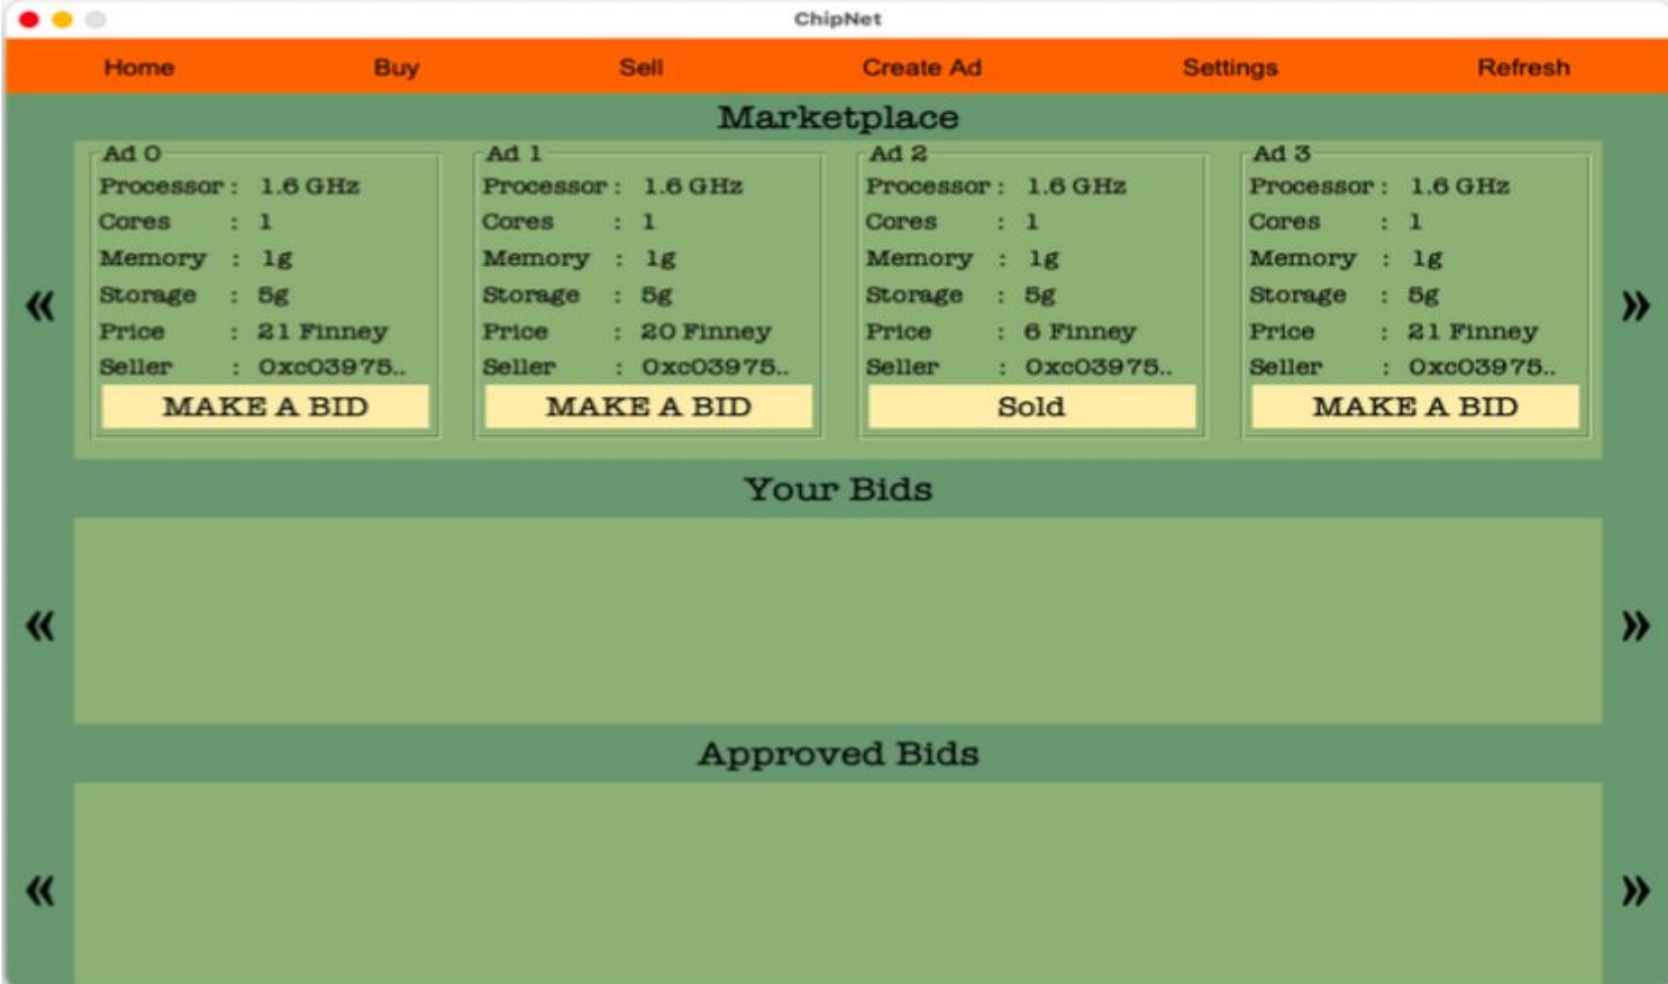 ChipNet
Home Buy Sell Create Ad Settings Refresh
Marketplace
Ad 0
Processor : 1.6 GHz
Cores : 1
Memory : 1g
Storage : 5g
Price : 21 Finney
Seller : 0xc03975..
MAKE A BID
Ad 1
Processor : 1.6 GHz
Cores : 1
Memory : 1g
Storage : 5g
Price : 20 Finney
Seller : 0xc03975..
MAKE A BID
Ad 2
Processor : 1.6 GHz
Cores : 1
Memory : 1g
Storage : 5g
Price : 6 Finney
Seller : 0xc03975..
Sold
Ad 3
Processor : 1.6 GHz
Cores : 1
Memory : 1g
Storage : 5g
Price : 21 Finney
Seller : 0xc03975..
MAKE A BID
« »
Your Bids
« »
Approved Bids
« »